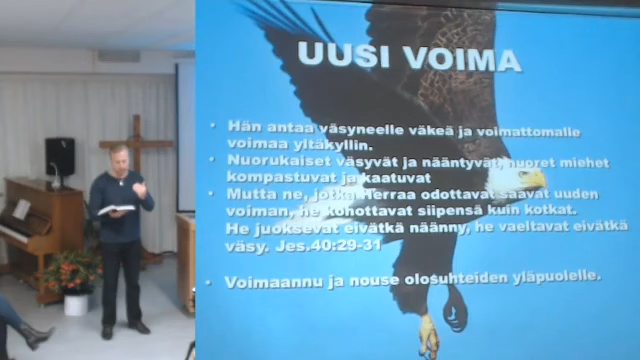 UUSI VOIMA
• Hän antaa väsyneelle väkeä ja voimattomalle
voimaa yltäkyllin.
• Nuorukaiset väsyvät ja nääntyvät, nuoret miehet
kompastuvat ja kaatuvat
• Mutta ne, jotka Herraa odottavat saavat uuden
voiman, he kohottavat siipensä kuin kotkat.
He juoksevat eivätkä näänny, he vaeltavat eivätkä
väsy. Jes.40:29-31
• Voimaannu ja nouse olosuhteiden yläpuolelle.